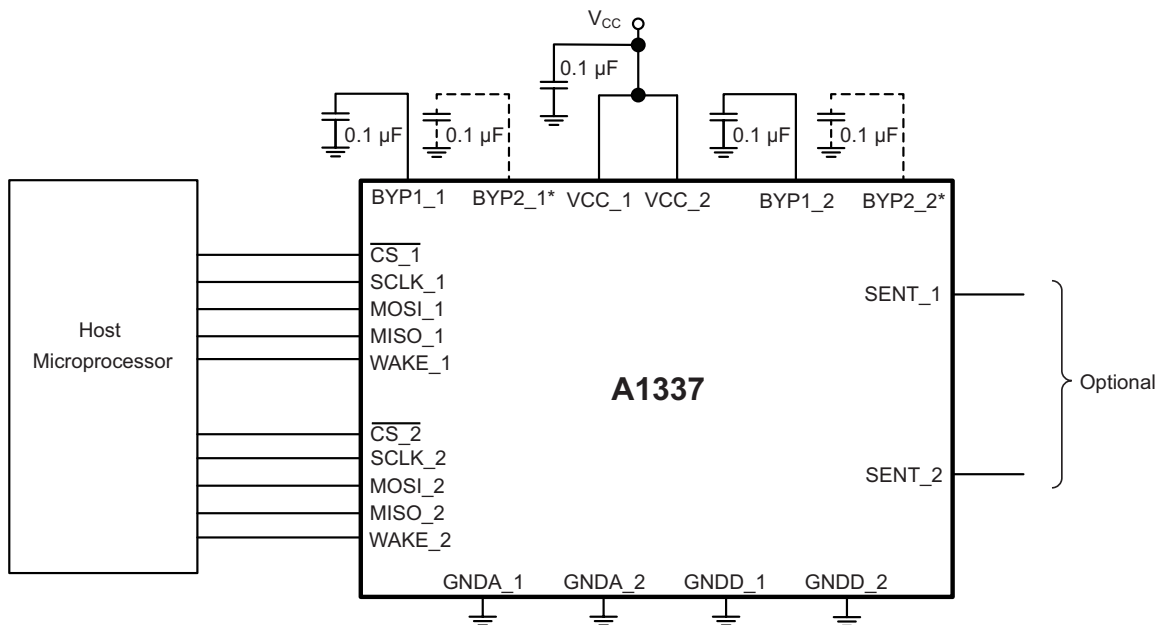 VCC
0.1 µF
0.1 µF
0.1 µF
0.1 µF
0.1 µF
BYP1_1
BYP2_1*
VCC_1
VCC_2
BYP1_2
BYP2_2*
CS_1
SCLK_1
MOSI_1
MISO_1
WAKE_1
Host
Microprocessor
A1337
SENT_1
Optional
CS_2
SCLK_2
MOSI_2
MISO_2
WAKE_2
SENT_2
GNDA_1
GNDA_2
GNDD_1
GNDD_2